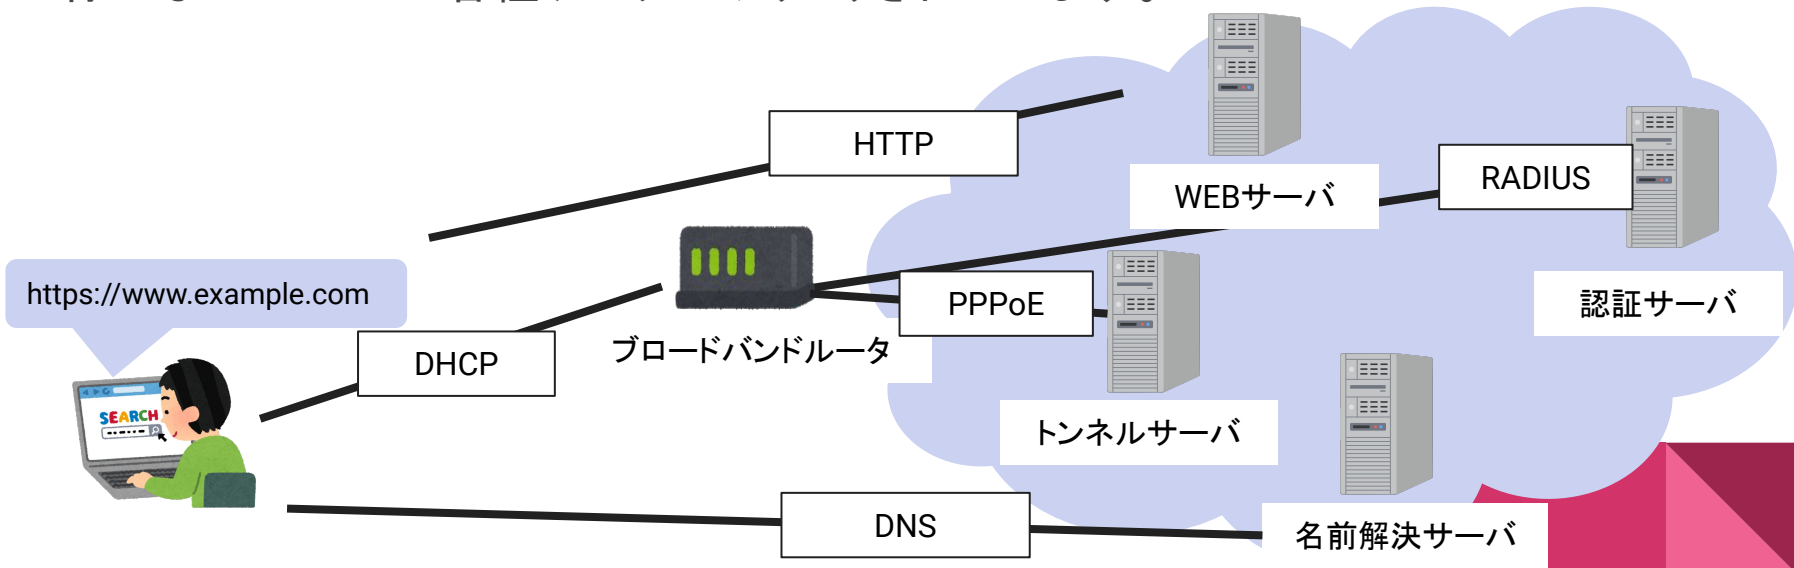 HTTP
WEBサーバ
RADIUS
https://www.example.com
PPPoE
認証サーバ
ブロードバンドルータ
DHCP
SEARCH
トンネルサーバ
DNS
名前解決サーバ